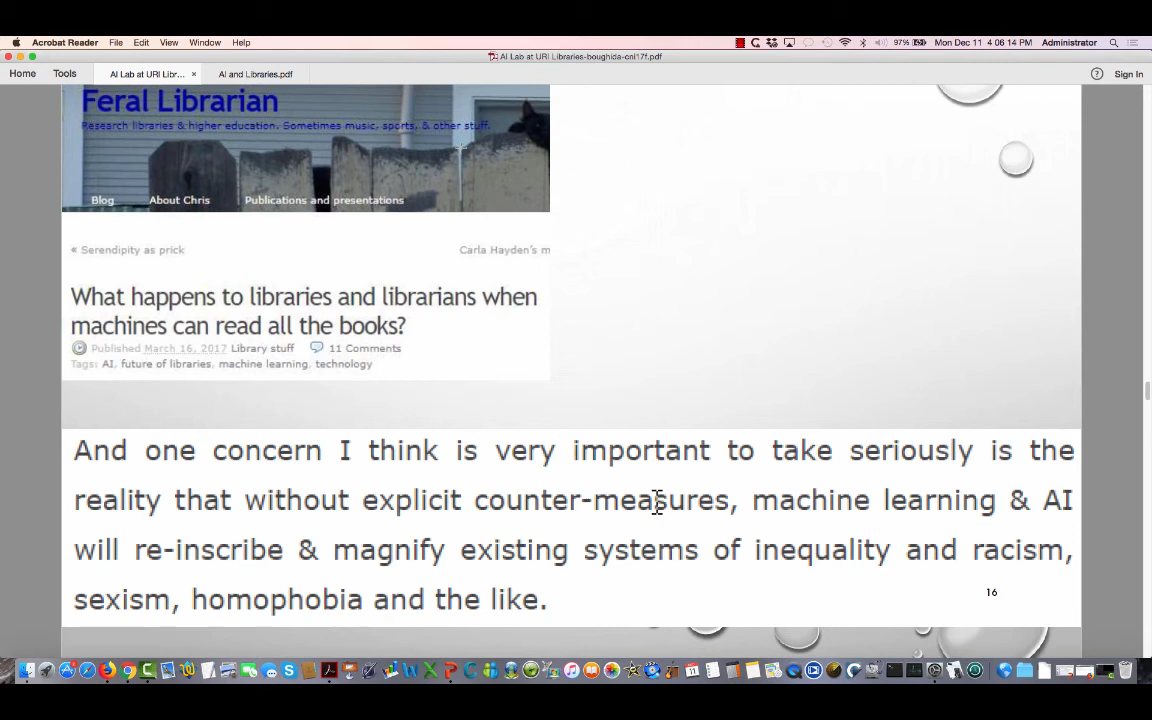 Acrobat Reader File Edit View Window Help 97% Mon Dec 11 4:06:14 PM Administrator
AI Lab at URI Libraries-boughida-onl17f.pdf
Home Tools AI Lab at URI Libr... × AI and Libraries.pdf ? Sign In
Feral Librarian
Research libraries & higher education. Sometimes music, sports, & other stuff.
Blog About Chris Publications and presentations
« Serendipity as prick Carla Hayden's m
What happens to libraries and librarians when
machines can read all the books?
Published March 16, 2017 Library stuff 11 Comments
Tags: AI, future of libraries, machine learning, technology
And one concern I think is very important to take seriously is the
reality that without explicit counter-measures, machine learning & AI
will re-inscribe & magnify existing systems of inequality and racism,
sexism, homophobia and the like.
16